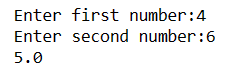 Enter first number:4
Enter second number:6
5.0